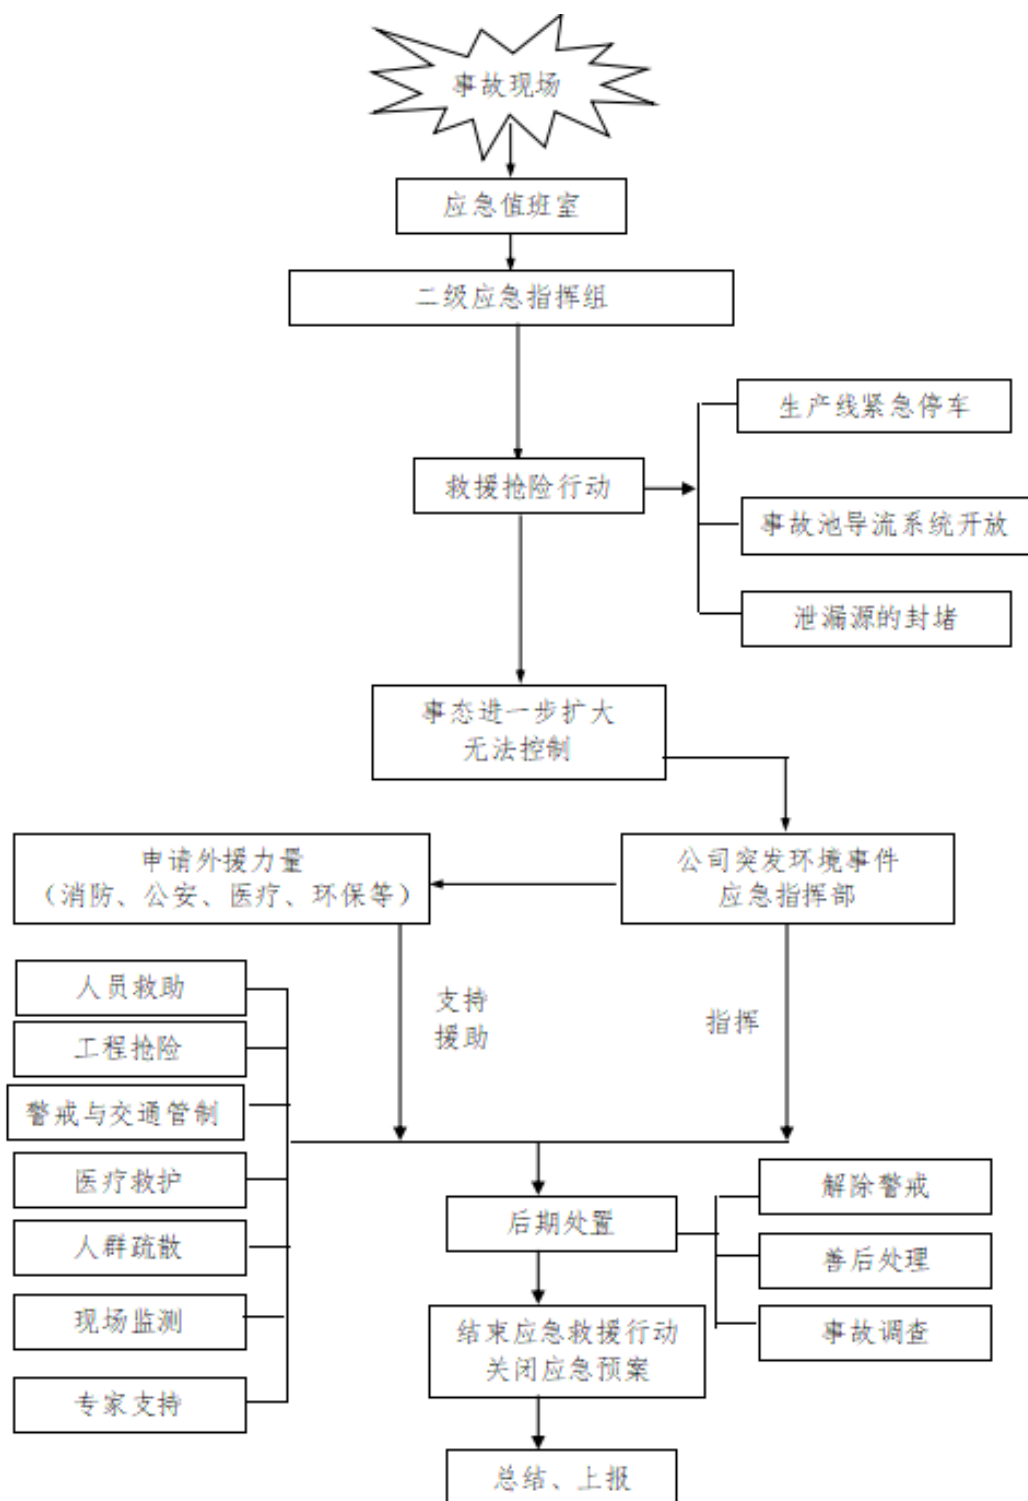 事故现场
应急值班室
二级应急指挥组
生产线紧急停车
救援抢险行动
事故池导流系统开放
泄漏源的封堵
事态进一步扩大
无法控制
申请外援力量
（消防、公安、医疗、环保等）
公司突发环境事件
应急指挥部
人员救助
支持
援助
指挥
工程抢险
警戒与交通管制
医疗救护
人群疏散
现场监测
专家支持
后期处置
解除警戒
善后处理
事故调查
结束应急救援行动
关闭应急预案
总结、上报